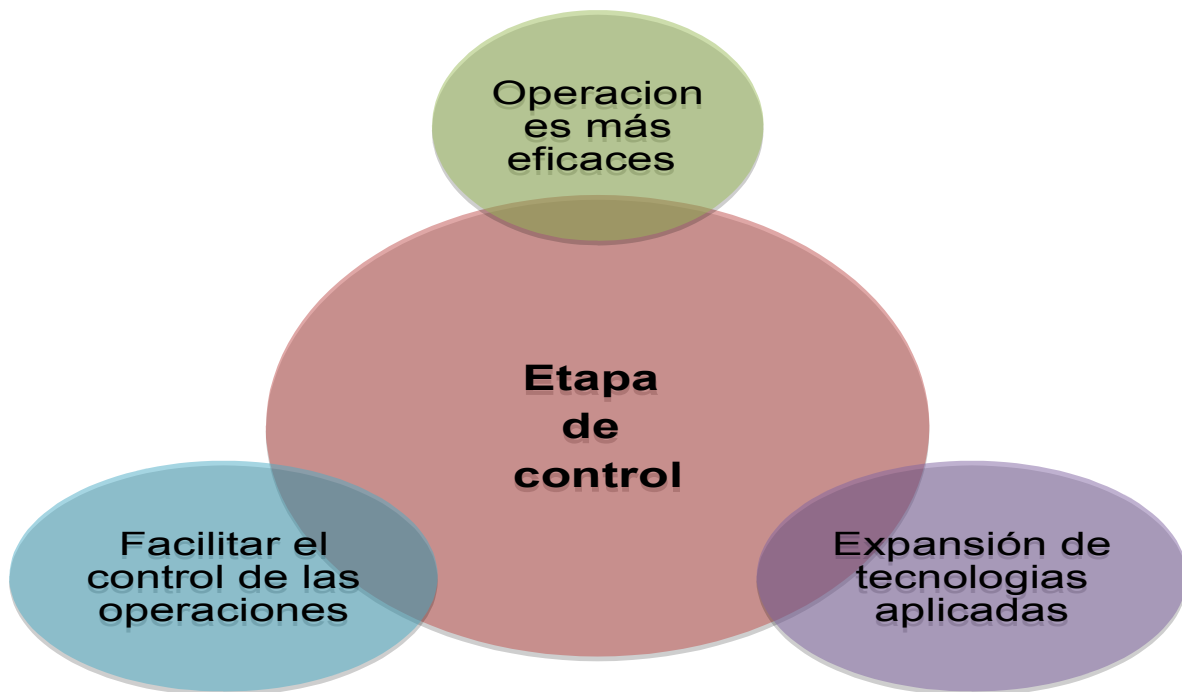 Operacion
es más
eficaces
Etapa
de
control
Facilitar el
control de las
operaciones
Expansión de
tecnologias
aplicadas